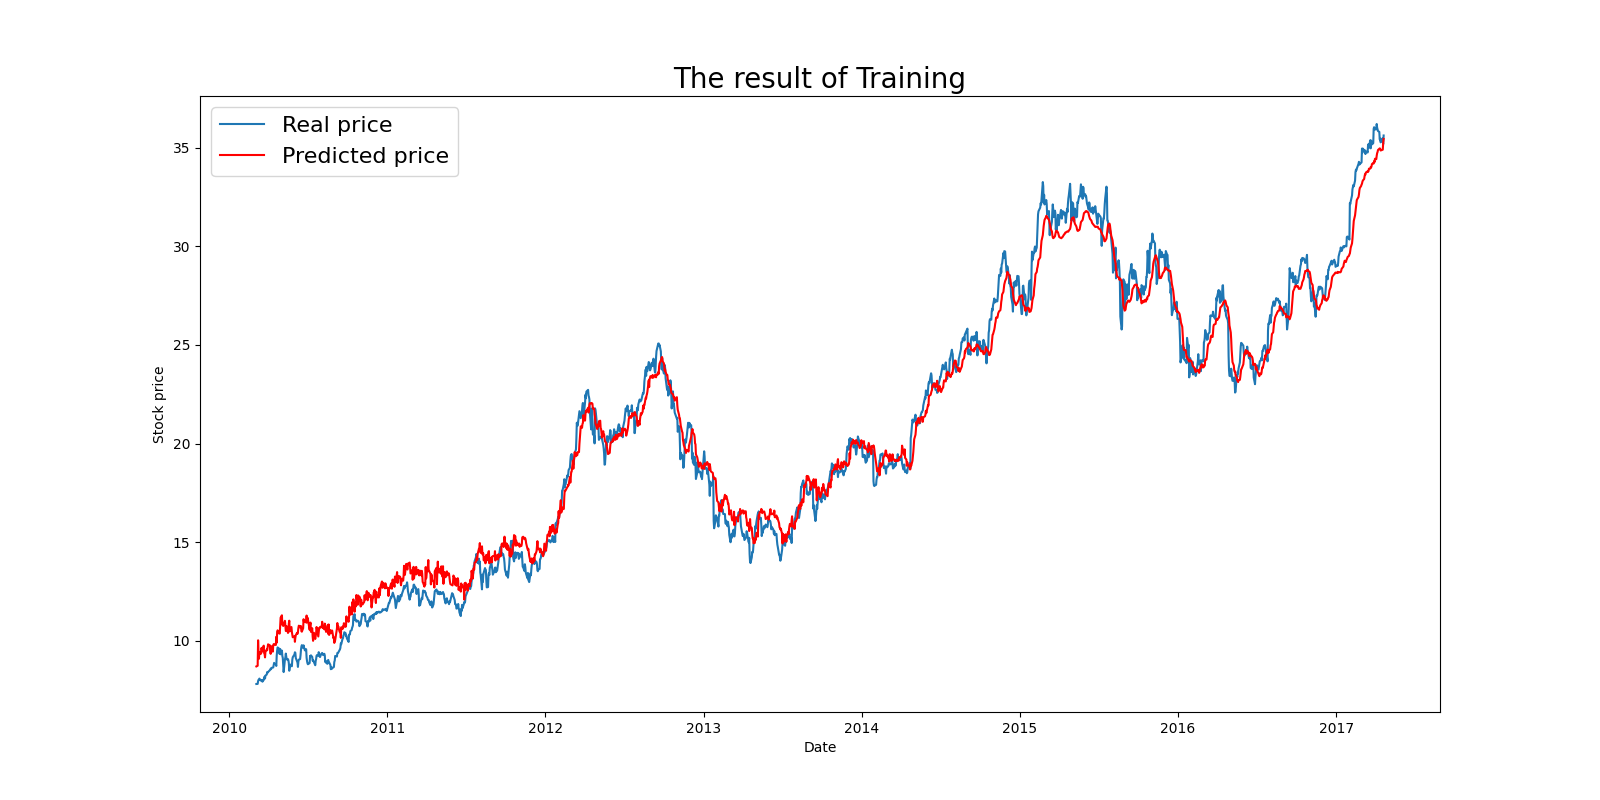 The result of Training
Real price
Predicted price
35
30
25
20
15
10
Stock price
2010 2011 2012 2013 2014 2015 2016 2017
Date